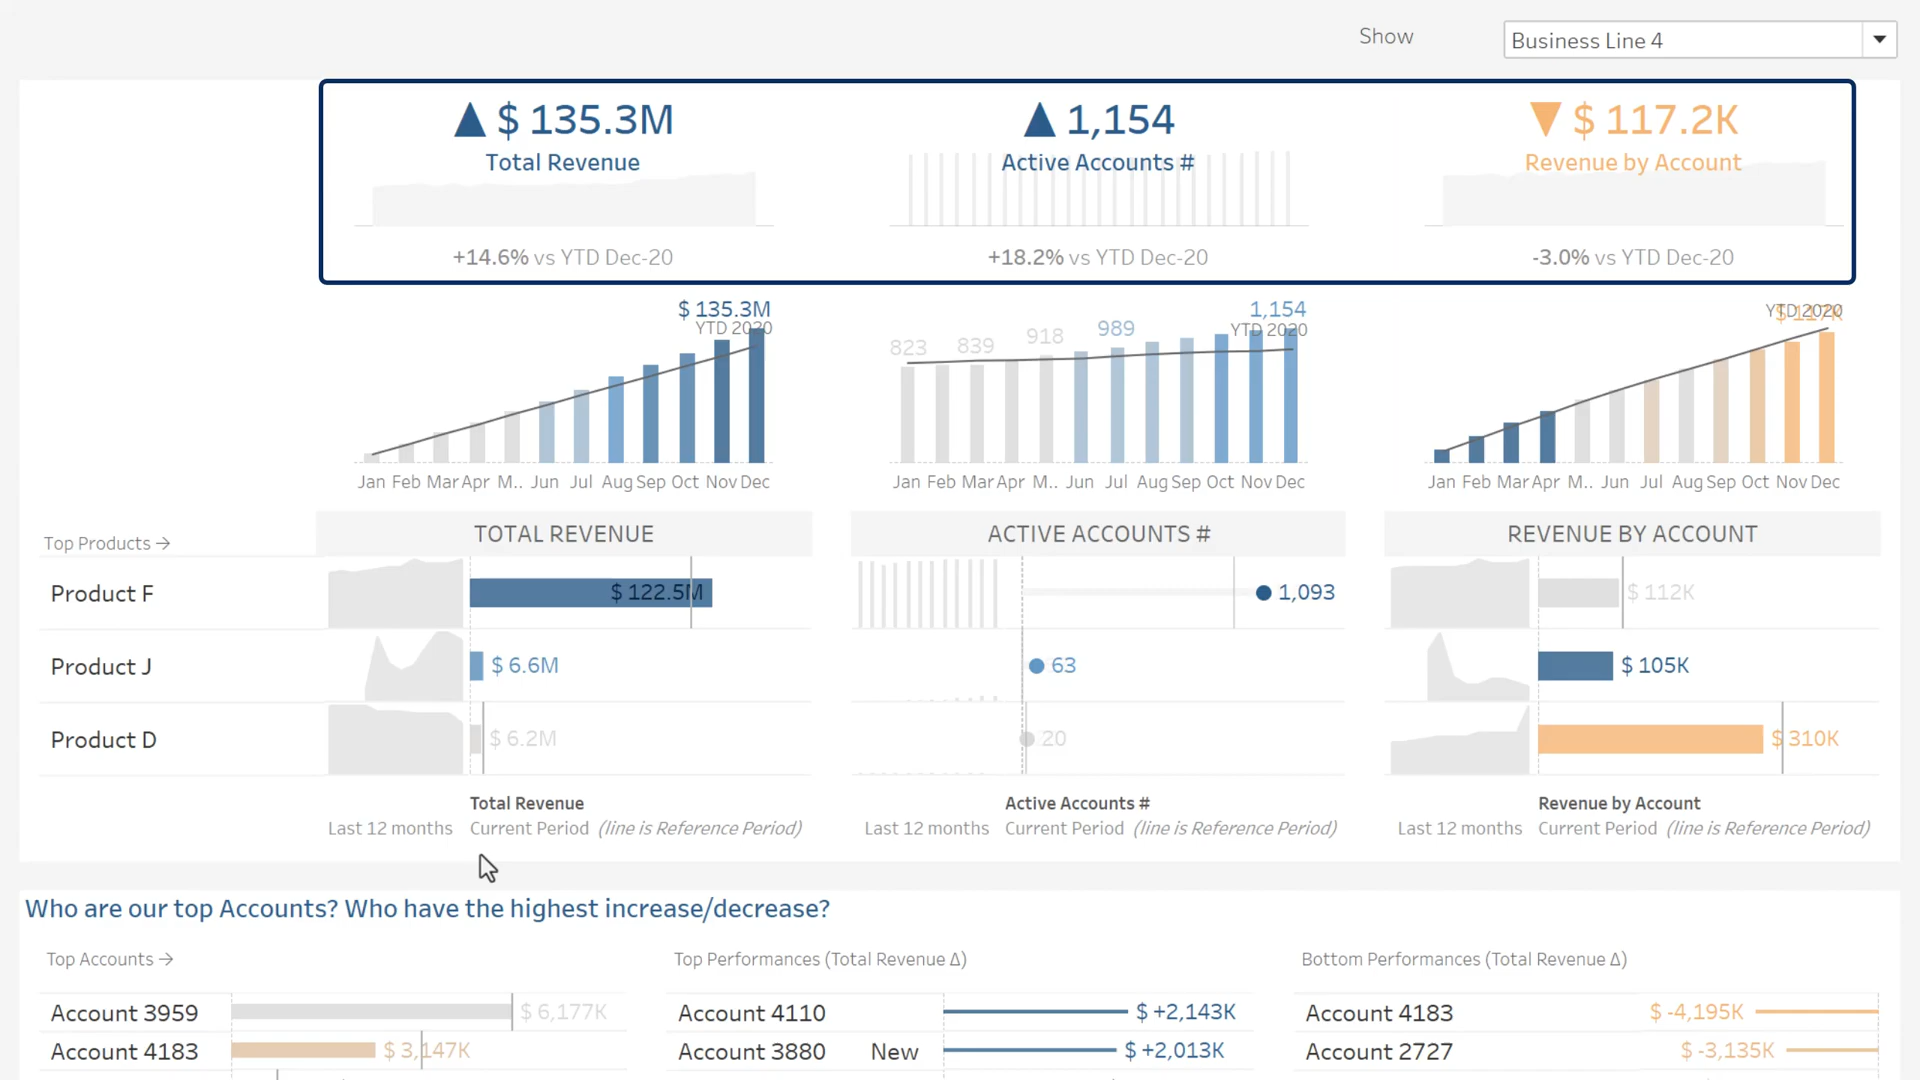 Show
Business Line 4
▲ $ 135.3M
Total Revenue
+14.6% vs YTD Dec-20
▲ 1,154
Active Accounts #
+18.2% vs YTD Dec-20
▼ $ 117.2K
Revenue by Account
-3.0% vs YTD Dec-20
$ 135.3M
YTD 2020
Jan Feb Mar Apr M.. Jun Jul Aug Sep Oct Nov Dec
823 839 918 989 1,154
YTD 2020
Jan Feb Mar Apr M.. Jun Jul Aug Sep Oct Nov Dec
YTD 2020
$ 117K
Jan Feb Mar Apr M.. Jun Jul Aug Sep Oct Nov Dec
Top Products →
TOTAL REVENUE
ACTIVE ACCOUNTS #
REVENUE BY ACCOUNT
Product F $ 122.5M 1,093 $ 112K
Product J $ 6.6M 63 $ 105K
Product D $ 6.2M 20 $ 310K
Total Revenue
Last 12 months Current Period (line is Reference Period)
Active Accounts #
Last 12 months Current Period (line is Reference Period)
Revenue by Account
Last 12 months Current Period (line is Reference Period)
Who are our top Accounts? Who have the highest increase/decrease?
Top Accounts →
Account 3959 $ 6,177K
Account 4183 $ 3,147K
Top Performances (Total Revenue Δ)
Account 4110 $ +2,143K
Account 3880 New $ +2,013K
Bottom Performances (Total Revenue Δ)
Account 4183 $ -4,195K
Account 2727 $ -3,135K